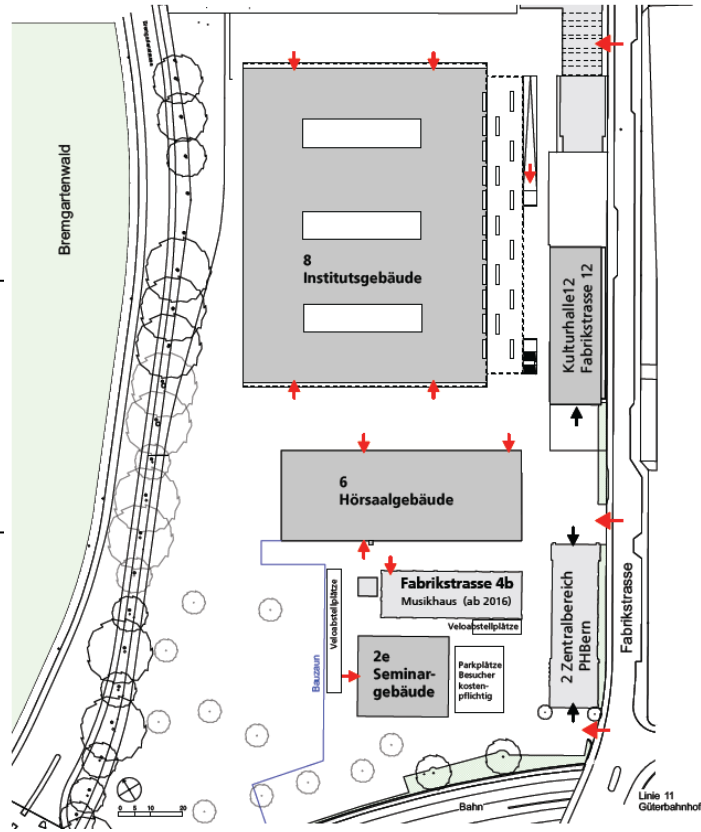 Bremgartenwald
8
Institutsgebäude
Kulturhalle12
Fabrikstrasse 12
6
Hörsaalgebäude
Fabrikstrasse 4b
Musikhaus (ab 2016)
Veloabstellplätze
Veloabstellplätze
Bauzaun
2e
Seminar-
gebäude
Parkplätze
Besucher
kosten-
pflichtig
2 Zentralbereich
PHBern
Fabrikstrasse
0 5 10 20
Bahn
Linie 11
Güterbahnhof